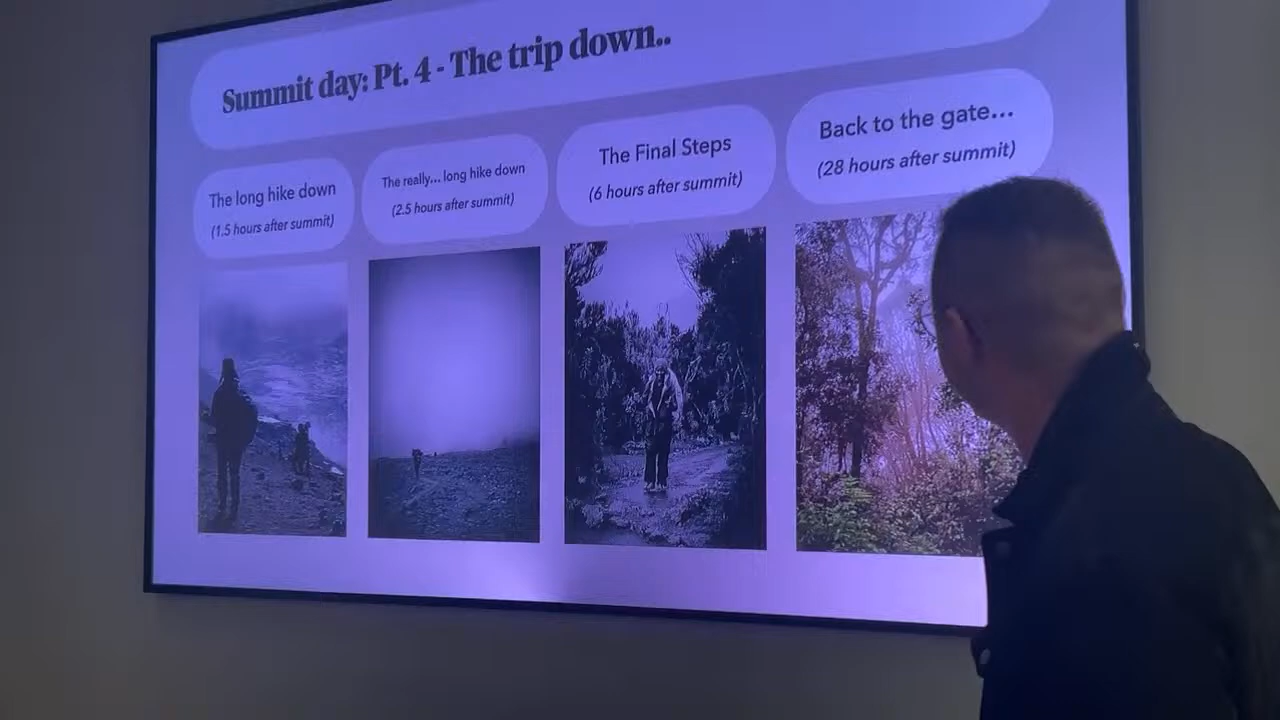 Summit day: Pt. 4 - The trip down..
The long hike down
(1.5 hours after summit)
The really... long hike down
(2.5 hours after summit)
The Final Steps
(6 hours after summit)
Back to the gate...
(28 hours after summit)